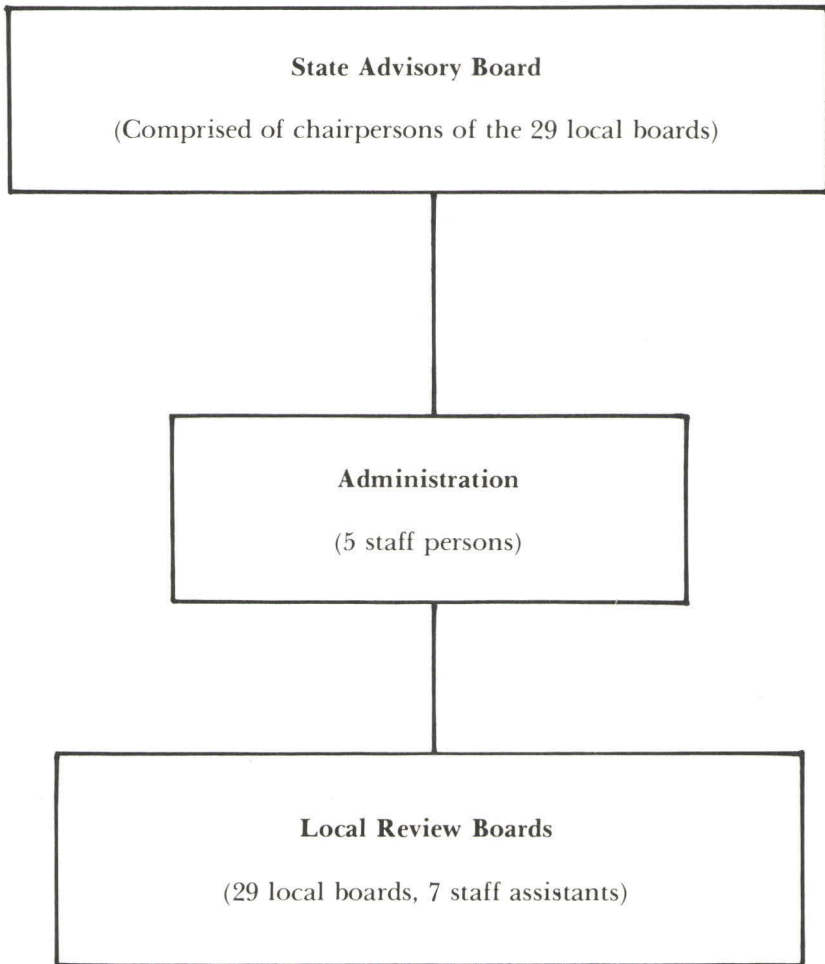 State Advisory Board
(Comprised of chairpersons of the 29 local boards)
Administration
(5 staff persons)
Local Review Boards
(29 local boards, 7 staff assistants)